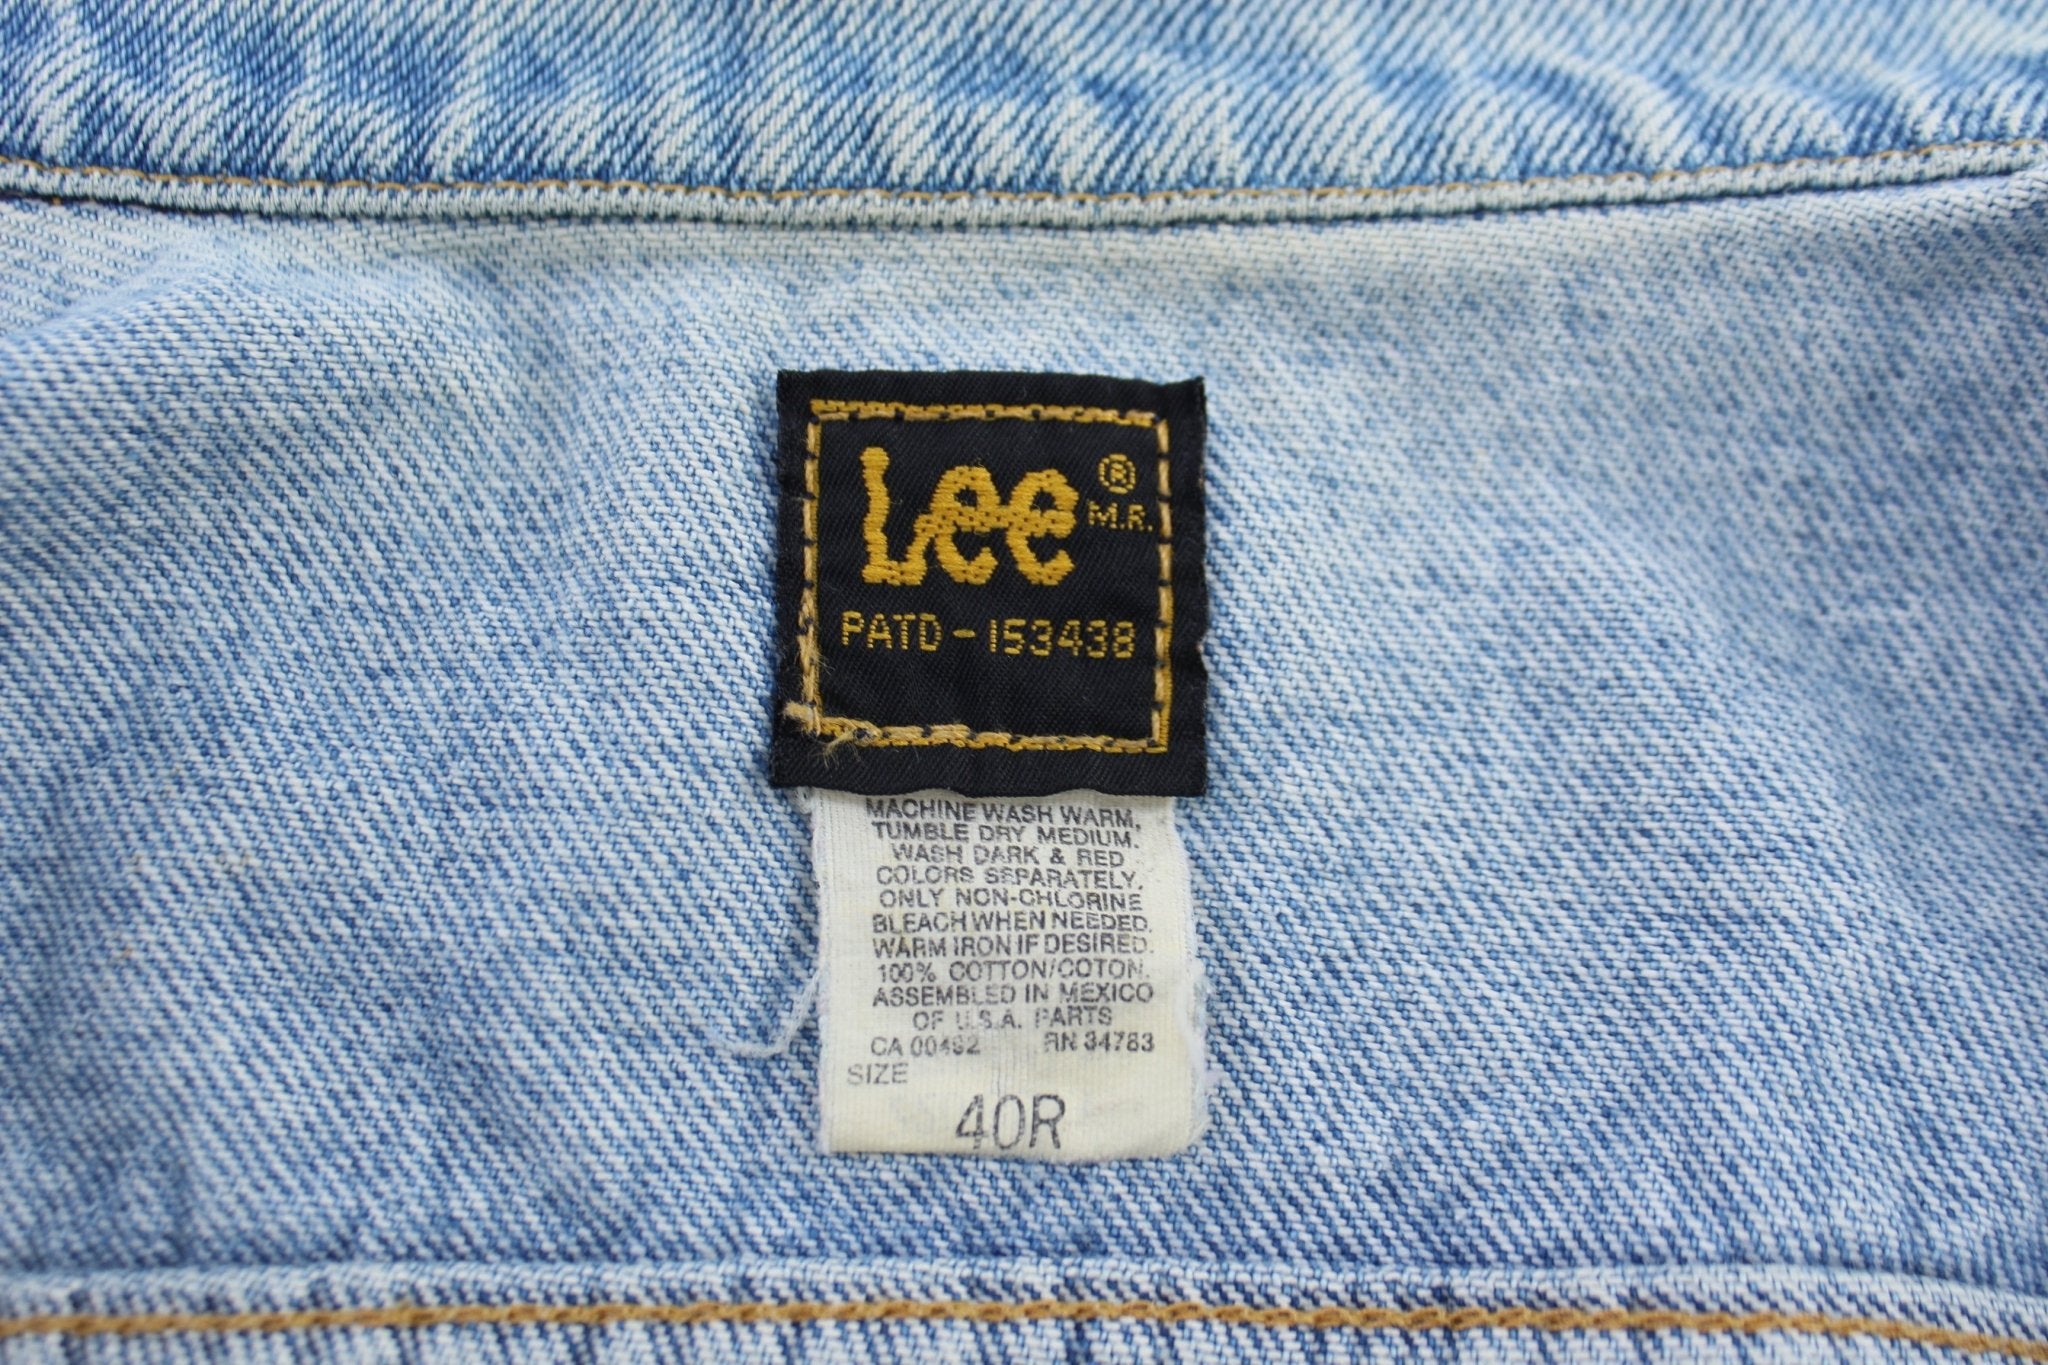 Lee ®
M.R.
PATD-153438
MACHINE WASH WARM,
TUMBLE DRY MEDIUM.
WASH DARK & RED
COLORS SEPARATELY.
ONLY NON-CHLORINE
BLEACH WHEN NEEDED.
WARM IRON IF DESIRED.
100% COTTON/COTON.
ASSEMBLED IN MEXICO
OF U.S.A. PARTS
CA 00492 RN 34783
SIZE
40R